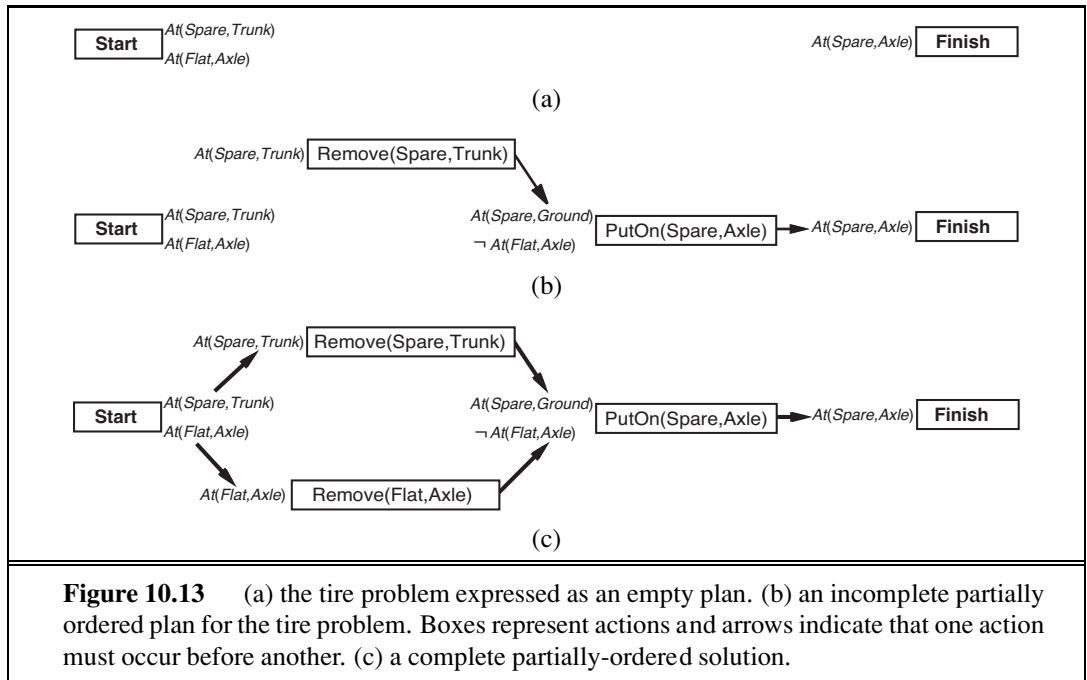 At(Spare,Trunk)
Start
At(Flat,Axle)
At(Spare,Axle) Finish
(a)
At(Spare,Trunk) Remove(Spare,Trunk)
At(Spare,Trunk)
Start
At(Flat,Axle)
At(Spare,Ground)
¬ At(Flat,Axle)
PutOn(Spare,Axle)
At(Spare,Axle) Finish
(b)
At(Spare,Trunk) Remove(Spare,Trunk)
At(Spare,Trunk)
Start
At(Flat,Axle)
At(Spare,Ground)
¬ At(Flat,Axle)
PutOn(Spare,Axle)
At(Spare,Axle) Finish
At(Flat,Axle) Remove(Flat,Axle)
(c)
Figure 10.13 (a) the tire problem expressed as an empty plan. (b) an incomplete partially
ordered plan for the tire problem. Boxes represent actions and arrows indicate that one action
must occur before another. (c) a complete partially-ordered solution.